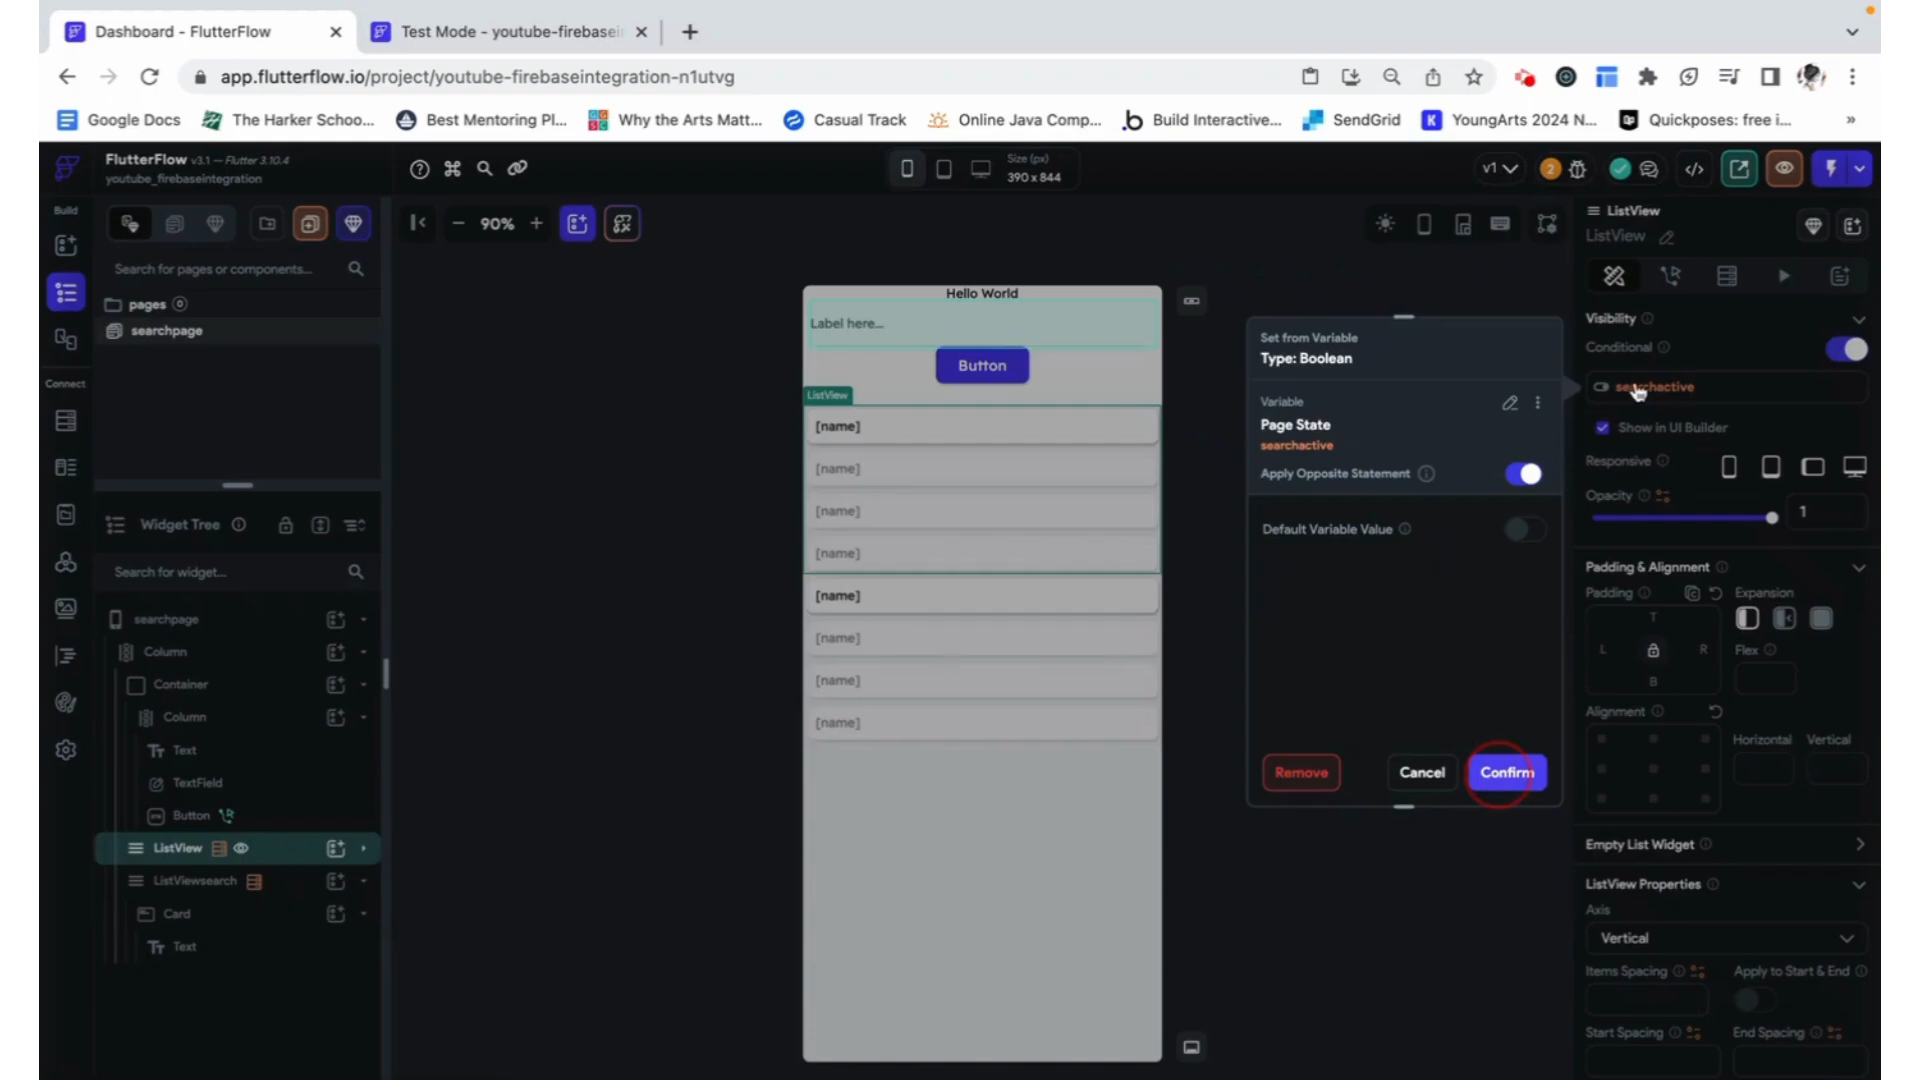 Dashboard - FlutterFlow
Test Mode - youtube-firebasei
app.flutterflow.io/project/youtube-firebaseintegration-n1utvg
Google Docs
The Harker Schoo...
Best Mentoring Pl...
Why the Arts Matt...
Casual Track
Online Java Comp...
Build Interactive...
SendGrid
YoungArts 2024 N...
Quickposes: free i...
»
FlutterFlow v3.1 — Flutter 3.10.4
youtube_firebaseintegration
Size (px)
390 x 844
v1
2
Build
90%
Search for pages or components...
pages 0
searchpage
Connect
Widget Tree
Search for widget...
searchpage
Column
Container
Column
Text
TextField
Button
ListView
ListViewsearch
Card
Text
Hello World
Label here...
Button
ListView
[name]
[name]
[name]
[name]
[name]
[name]
[name]
[name]
Set from Variable
Type: Boolean
Variable
Page State
searchactive
Apply Opposite Statement
Default Variable Value
Remove
Cancel
Confirm
ListView
ListView
Visibility
Conditional
searchactive
Show in UI Builder
Responsive
Opacity
1
Padding & Alignment
Padding
Expansion
T
L
R
B
Flex
Alignment
Horizontal
Vertical
Empty List Widget
ListView Properties
Axis
Vertical
Items Spacing
Apply to Start & End
Start Spacing
End Spacing